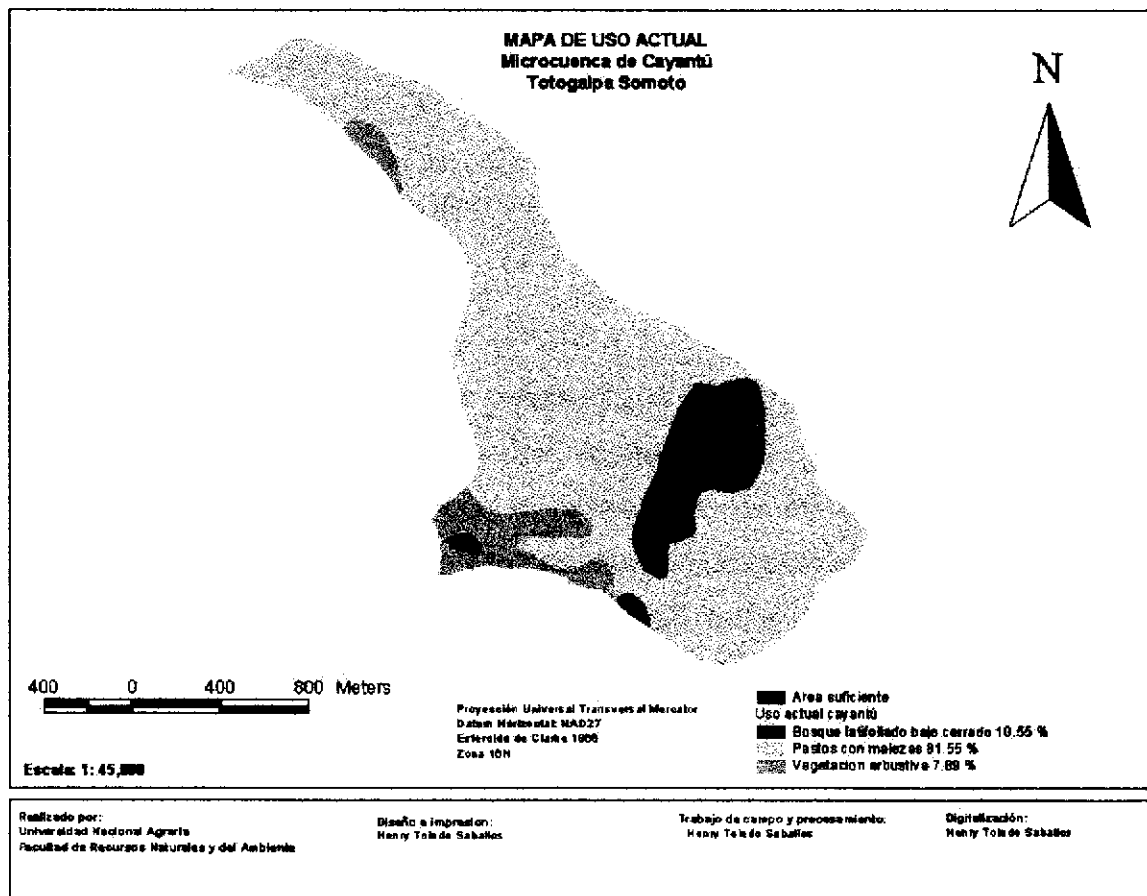 MAPA DE USO ACTUAL
Microcuenca de Cayantú
Totogalpa Somoto
N
400 0 400 800 Meters
Escala: 1:45,000
Proyección Universal Transversal Mercator
Datum Horizontal: NAD27
Esferoide de Clarke 1866
Zona 16N
Area suficiente
Uso actual cayantú
Bosque latifoliado bajo cerrado 10.55 %
Pastos con malezas 81.55 %
Vegetacion arbustiva 7.89 %
Realizado por:
Universidad Nacional Agraria
Facultad de Recursos Naturales y del Ambiente
Diseño e impresion:
Henry Toledo Saballos
Trabajo de campo y procesamiento:
Henry Toledo Saballos
Digitalización:
Henry Toledo Saballos